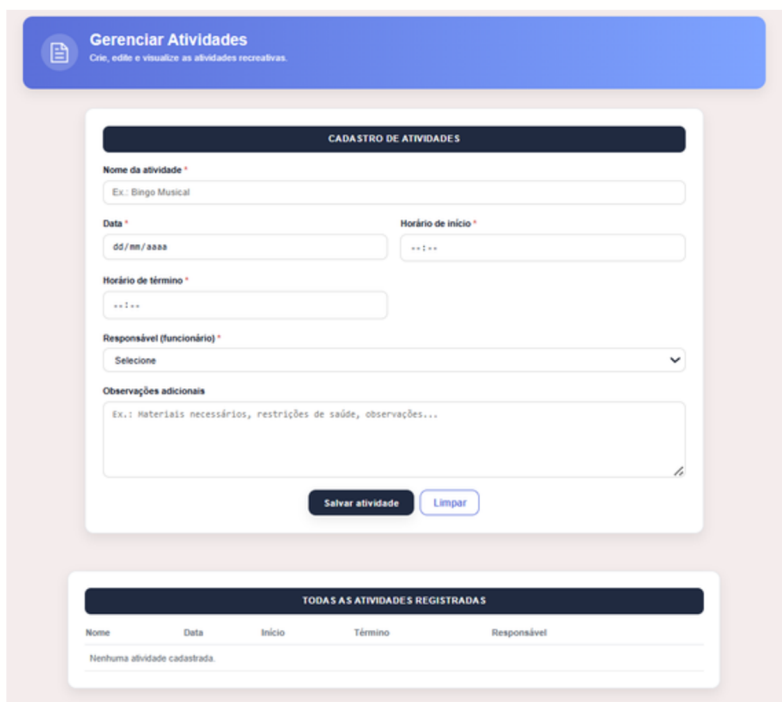 Gerenciar Atividades
Crie, edite e visualize as atividades recreativas.
CADASTRO DE ATIVIDADES
Nome da atividade *
Ex.: Bingo Musical
Data * Horário de início *
dd/mm/aaaa --:--
Horário de término *
--:--
Responsável (funcionário) *
Selecione
Observações adicionais
Ex.: Materiais necessários, restrições de saúde, observações...
Salvar atividade Limpar
TODAS AS ATIVIDADES REGISTRADAS
Nome Data Início Término Responsável
Nenhuma atividade cadastrada.